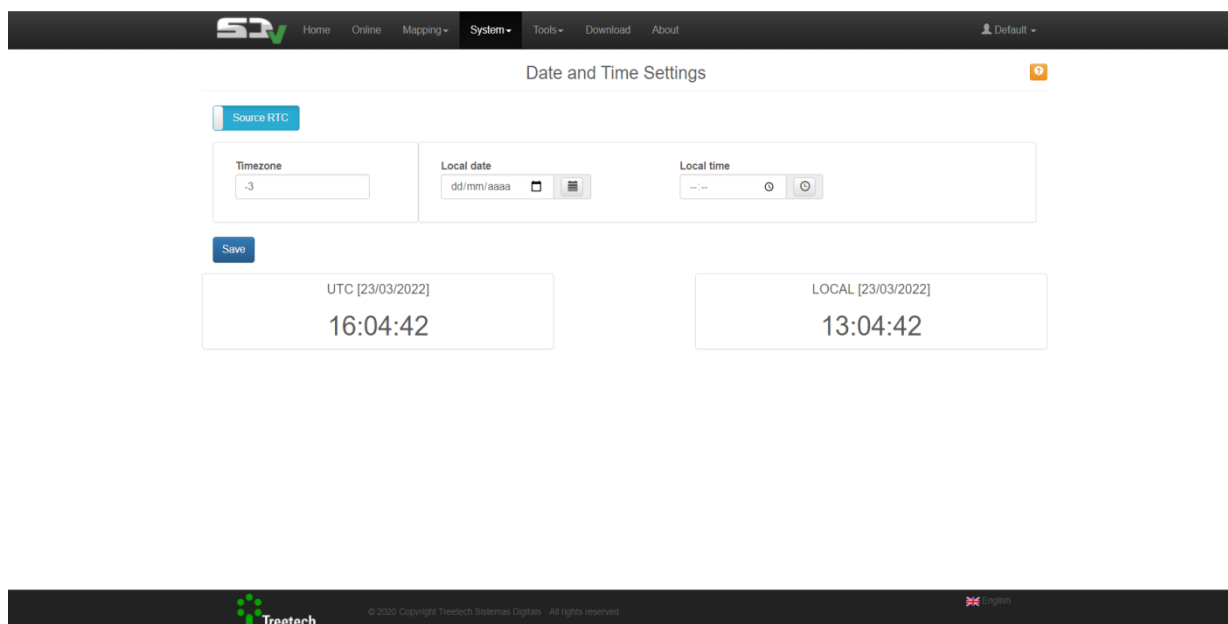 SDV Home Online Mapping System Tools Download About Default
Date and Time Settings
Source RTC
Timezone
-3
Local date
dd/mm/aaaa
Local time
--:--
Save
UTC [23/03/2022]
16:04:42
LOCAL [23/03/2022]
13:04:42
Treetech
© 2020 Copyright Treetech Sistemas Digitais All rights reserved.
English